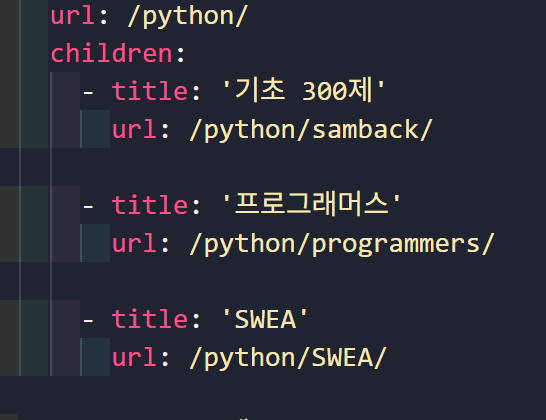 url: /python/
children:
- title: '기초 300제'
url: /python/samback/
- title: '프로그래머스'
url: /python/programmers/
- title: 'SWEA'
url: /python/SWEA/